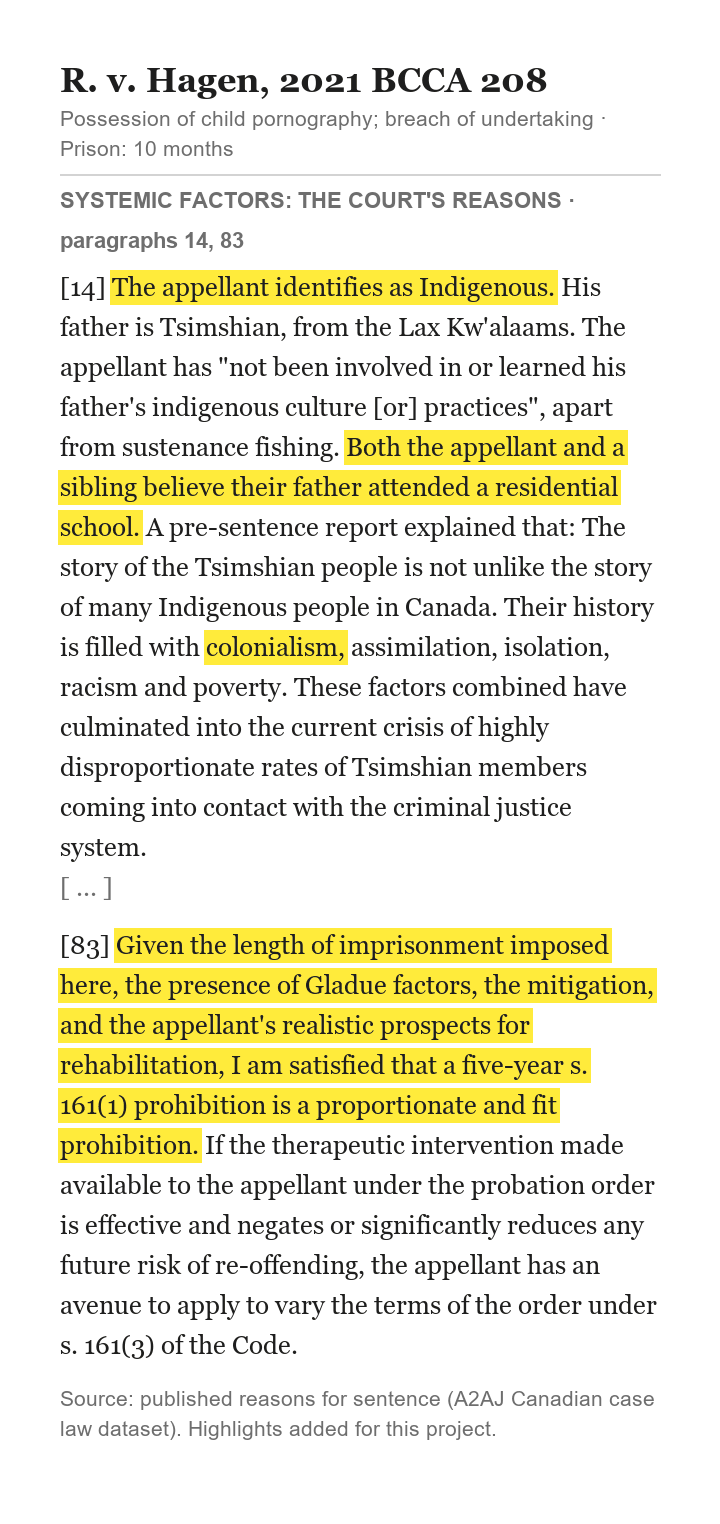 R. v. Hagen, 2021 BCCA 208
Possession of child pornography; breach of undertaking ·
Prison: 10 months
SYSTEMIC FACTORS: THE COURT'S REASONS ·
paragraphs 14, 83
[14] The appellant identifies as Indigenous. His
father is Tsimshian, from the Lax Kw'alaams. The
appellant has "not been involved in or learned his
father's indigenous culture [or] practices", apart
from sustenance fishing. Both the appellant and a
sibling believe their father attended a residential
school. A pre-sentence report explained that: The
story of the Tsimshian people is not unlike the story
of many Indigenous people in Canada. Their history
is filled with colonialism, assimilation, isolation,
racism and poverty. These factors combined have
culminated into the current crisis of highly
disproportionate rates of Tsimshian members
coming into contact with the criminal justice
system.
[ ... ]
[83] Given the length of imprisonment imposed
here, the presence of Gladue factors, the mitigation,
and the appellant's realistic prospects for
rehabilitation, I am satisfied that a five-year s.
161(1) prohibition is a proportionate and fit
prohibition. If the therapeutic intervention made
available to the appellant under the probation order
is effective and negates or significantly reduces any
future risk of re-offending, the appellant has an
avenue to apply to vary the terms of the order under
s. 161(3) of the Code.
Source: published reasons for sentence (A2AJ Canadian case
law dataset). Highlights added for this project.